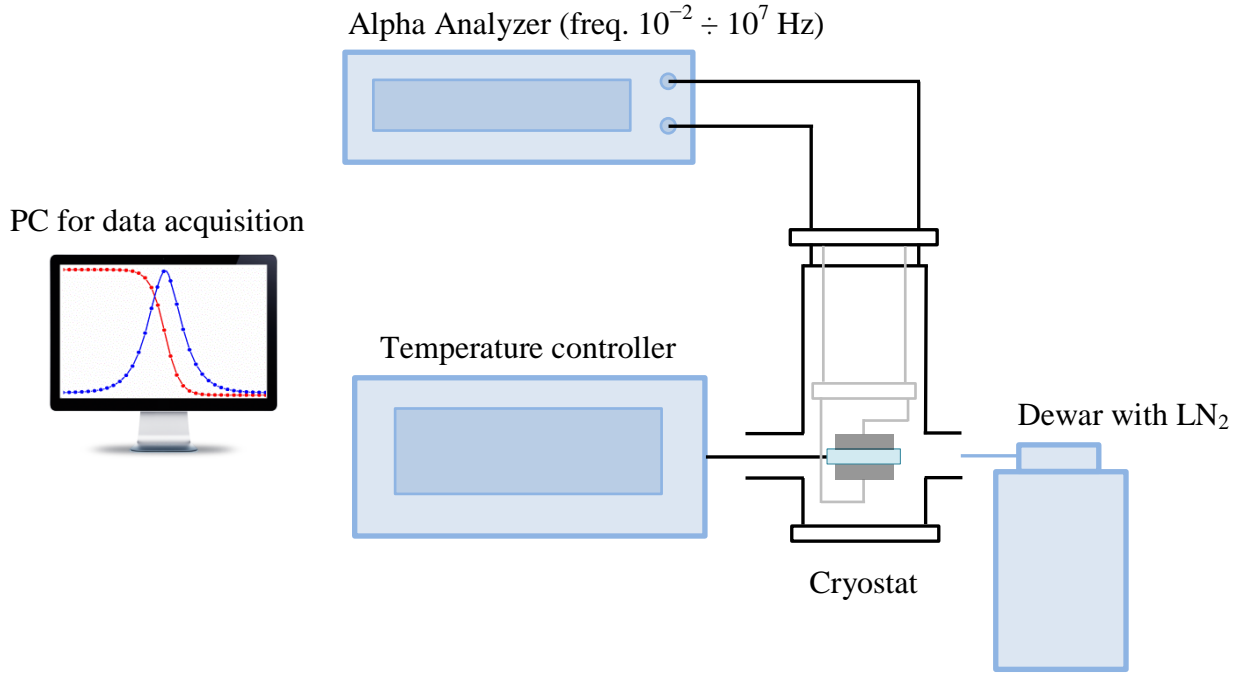 Alpha Analyzer (freq. 10⁻² ÷ 10⁷ Hz)
PC for data acquisition
Temperature controller
Dewar with LN₂
Cryostat